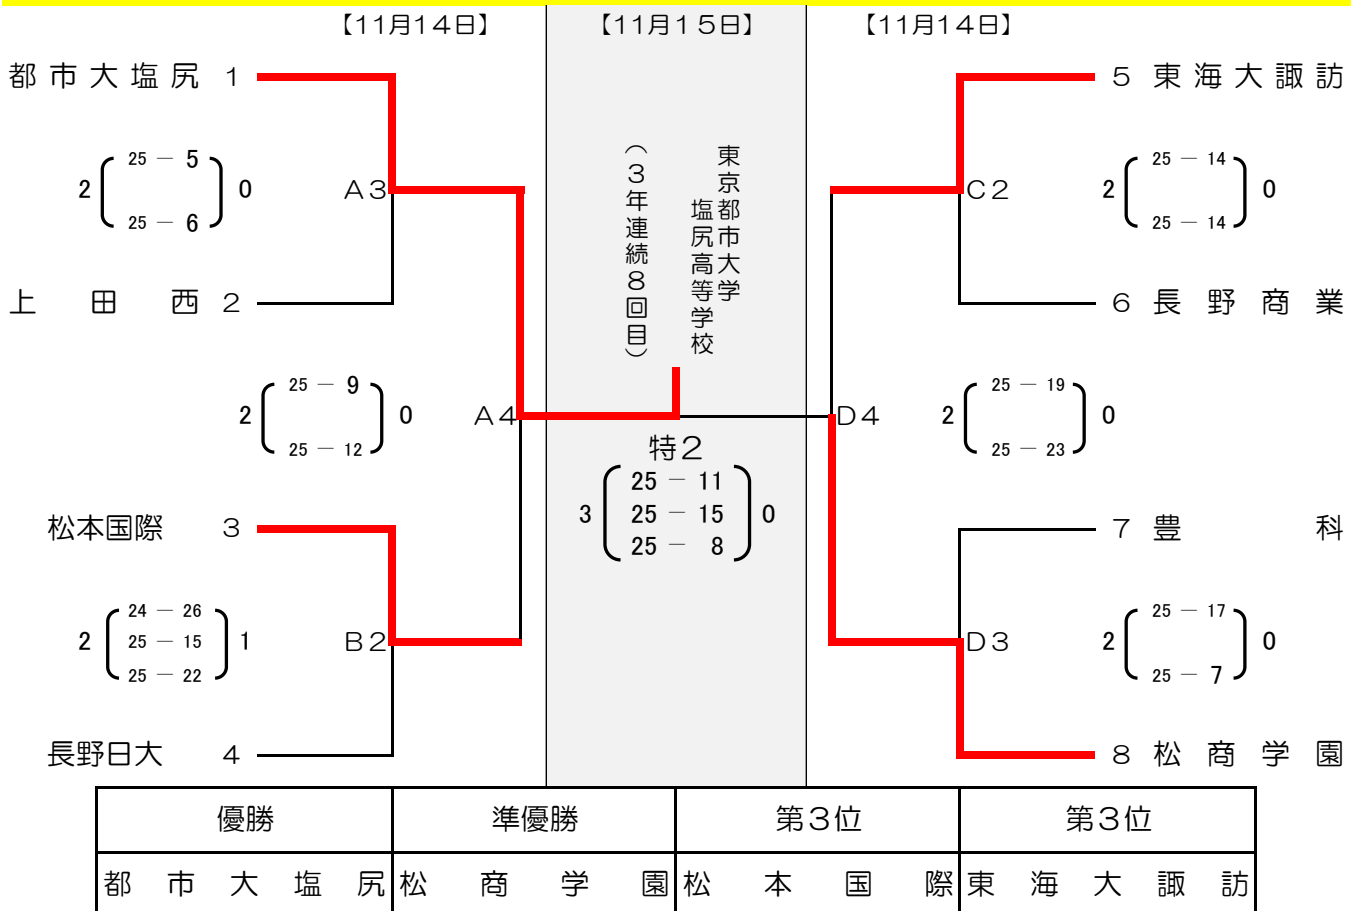 【11月14日】 【11月15日】 【11月14日】
都市大塩尻 1
5 東海大諏訪
東京都市大学
塩尻高等学校
（3年連続8回目）
2 25 － 5 0
25 － 6
A3
C2
2 25 － 14 0
25 － 14
上田西 2
6 長野商業
2 25 － 9 0
25 － 12
A4
D4
2 25 － 19 0
25 － 23
特2
3 25 － 11 0
25 － 15
25 － 8
松本国際 3
7 豊科
2 24 － 26 1
25 － 15
25 － 22
B2
D3
2 25 － 17 0
25 － 7
長野日大 4
8 松商学園
優勝 準優勝 第3位 第3位
都市大塩尻 松商学園 松本国際 東海大諏訪